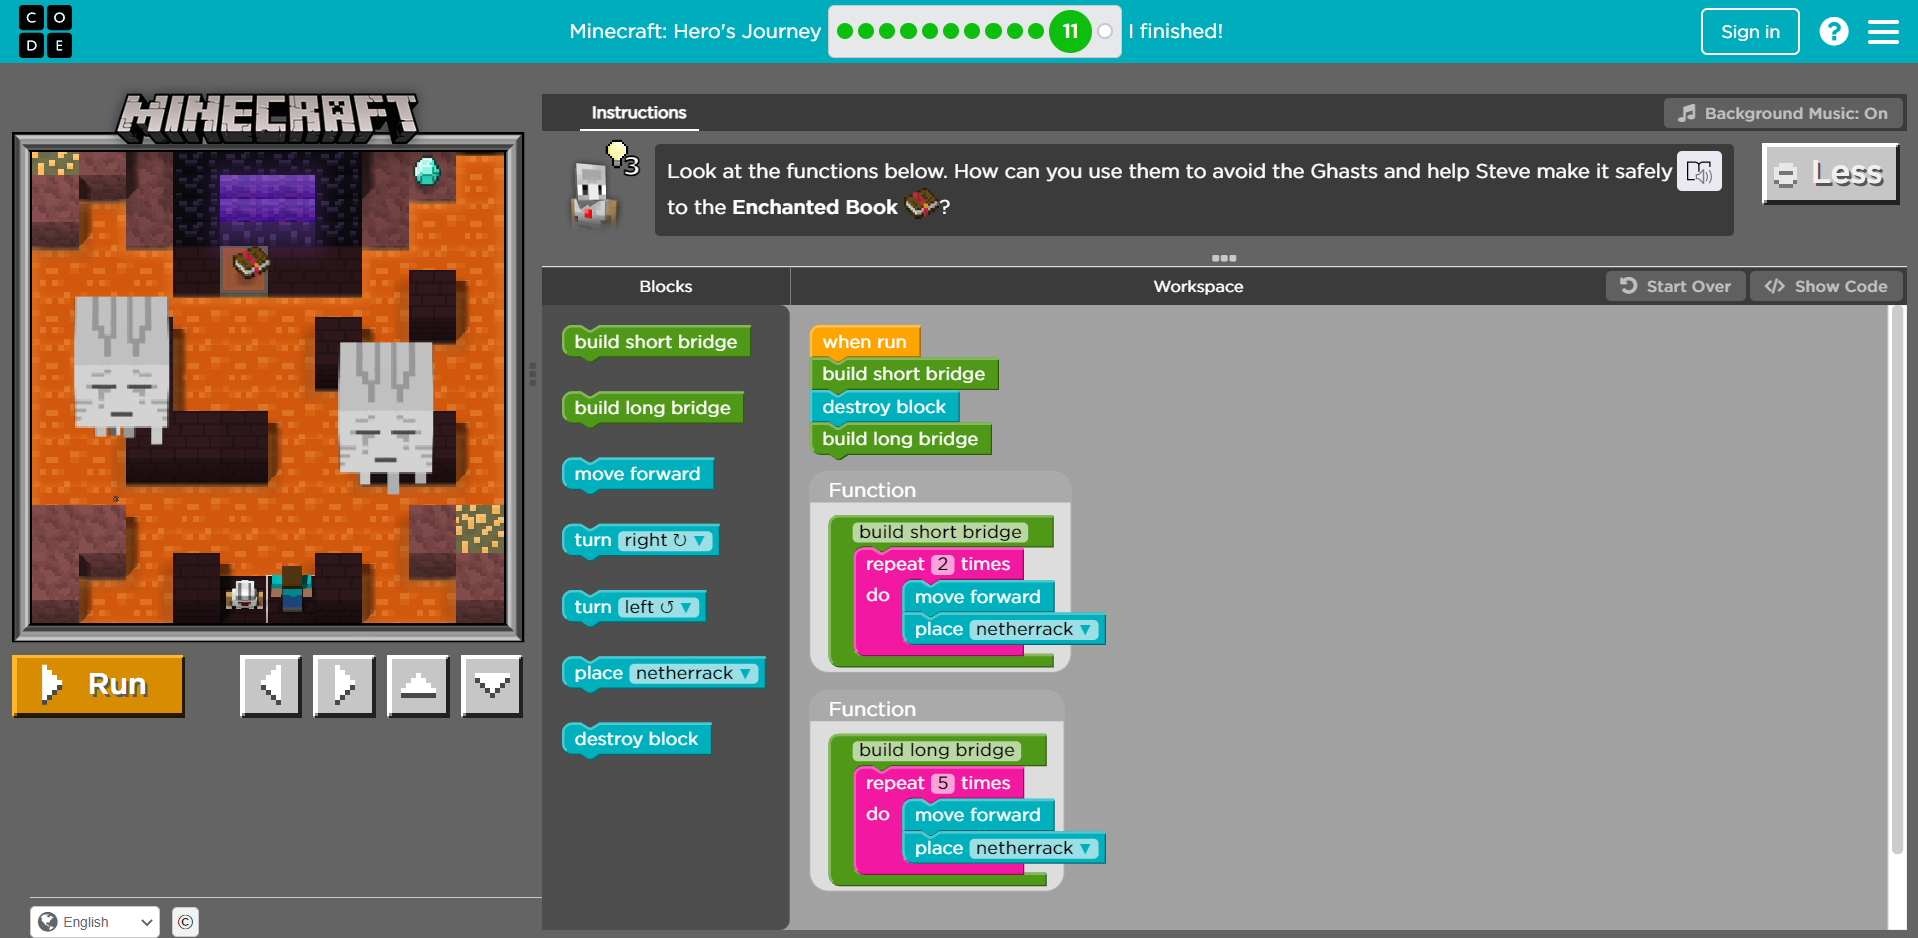 CODE
Minecraft: Hero's Journey
11
I finished!
Sign in
?
MINECRAFT
Instructions
Background Music: On
3
Look at the functions below. How can you use them to avoid the Ghasts and help Steve make it safely
to the Enchanted Book ?
Less
Blocks
Workspace
Start Over
Show Code
build short bridge
build long bridge
move forward
turn right ↻ ▼
turn left ↺ ▼
place netherrack ▼
destroy block
when run
build short bridge
destroy block
build long bridge
Function
build short bridge
repeat 2 times
do move forward
place netherrack ▼
Function
build long bridge
repeat 5 times
do move forward
place netherrack ▼
Run
English
©